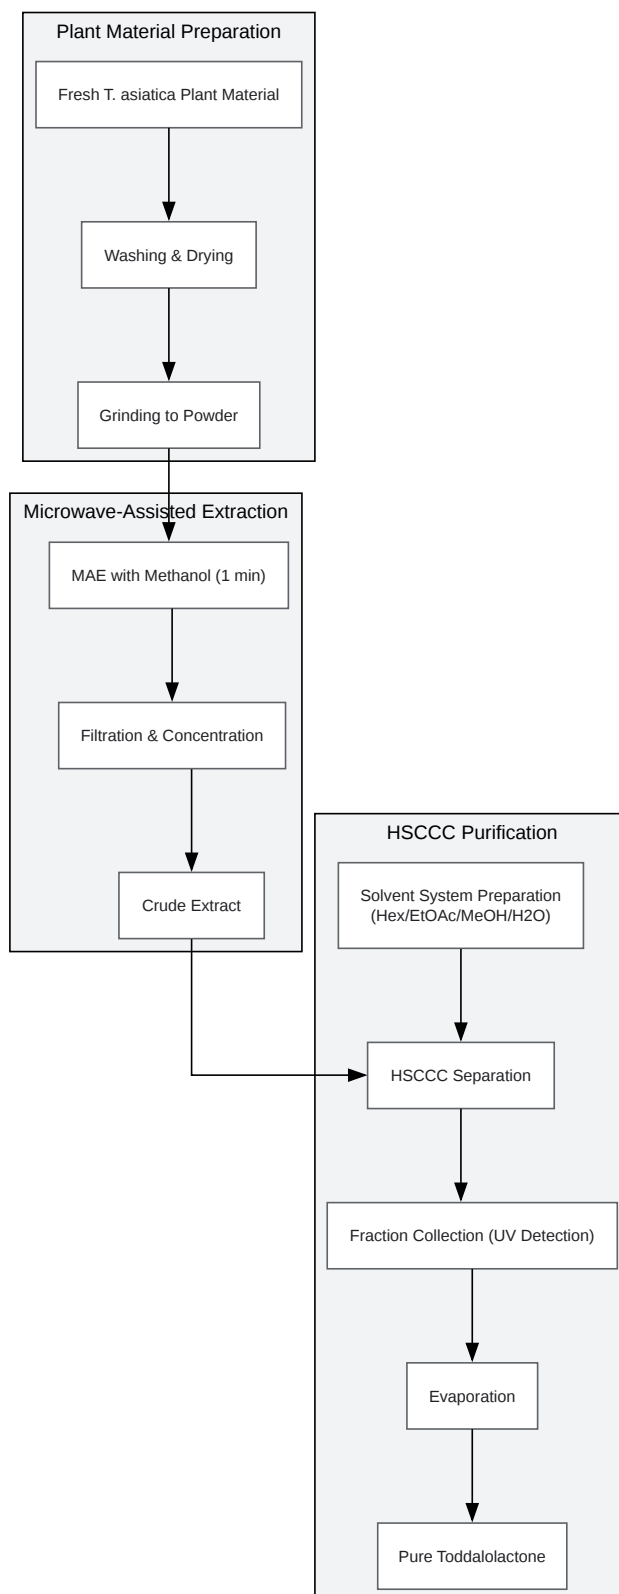 Plant Material Preparation
Fresh T. asiatica Plant Material
Washing & Drying
Grinding to Powder
Microwave-Assisted Extraction
MAE with Methanol (1 min)
Filtration & Concentration
Crude Extract
HSCCC Purification
Solvent System Preparation
(Hex/EtOAc/MeOH/H2O)
HSCCC Separation
Fraction Collection (UV Detection)
Evaporation
Pure Toddalolactone